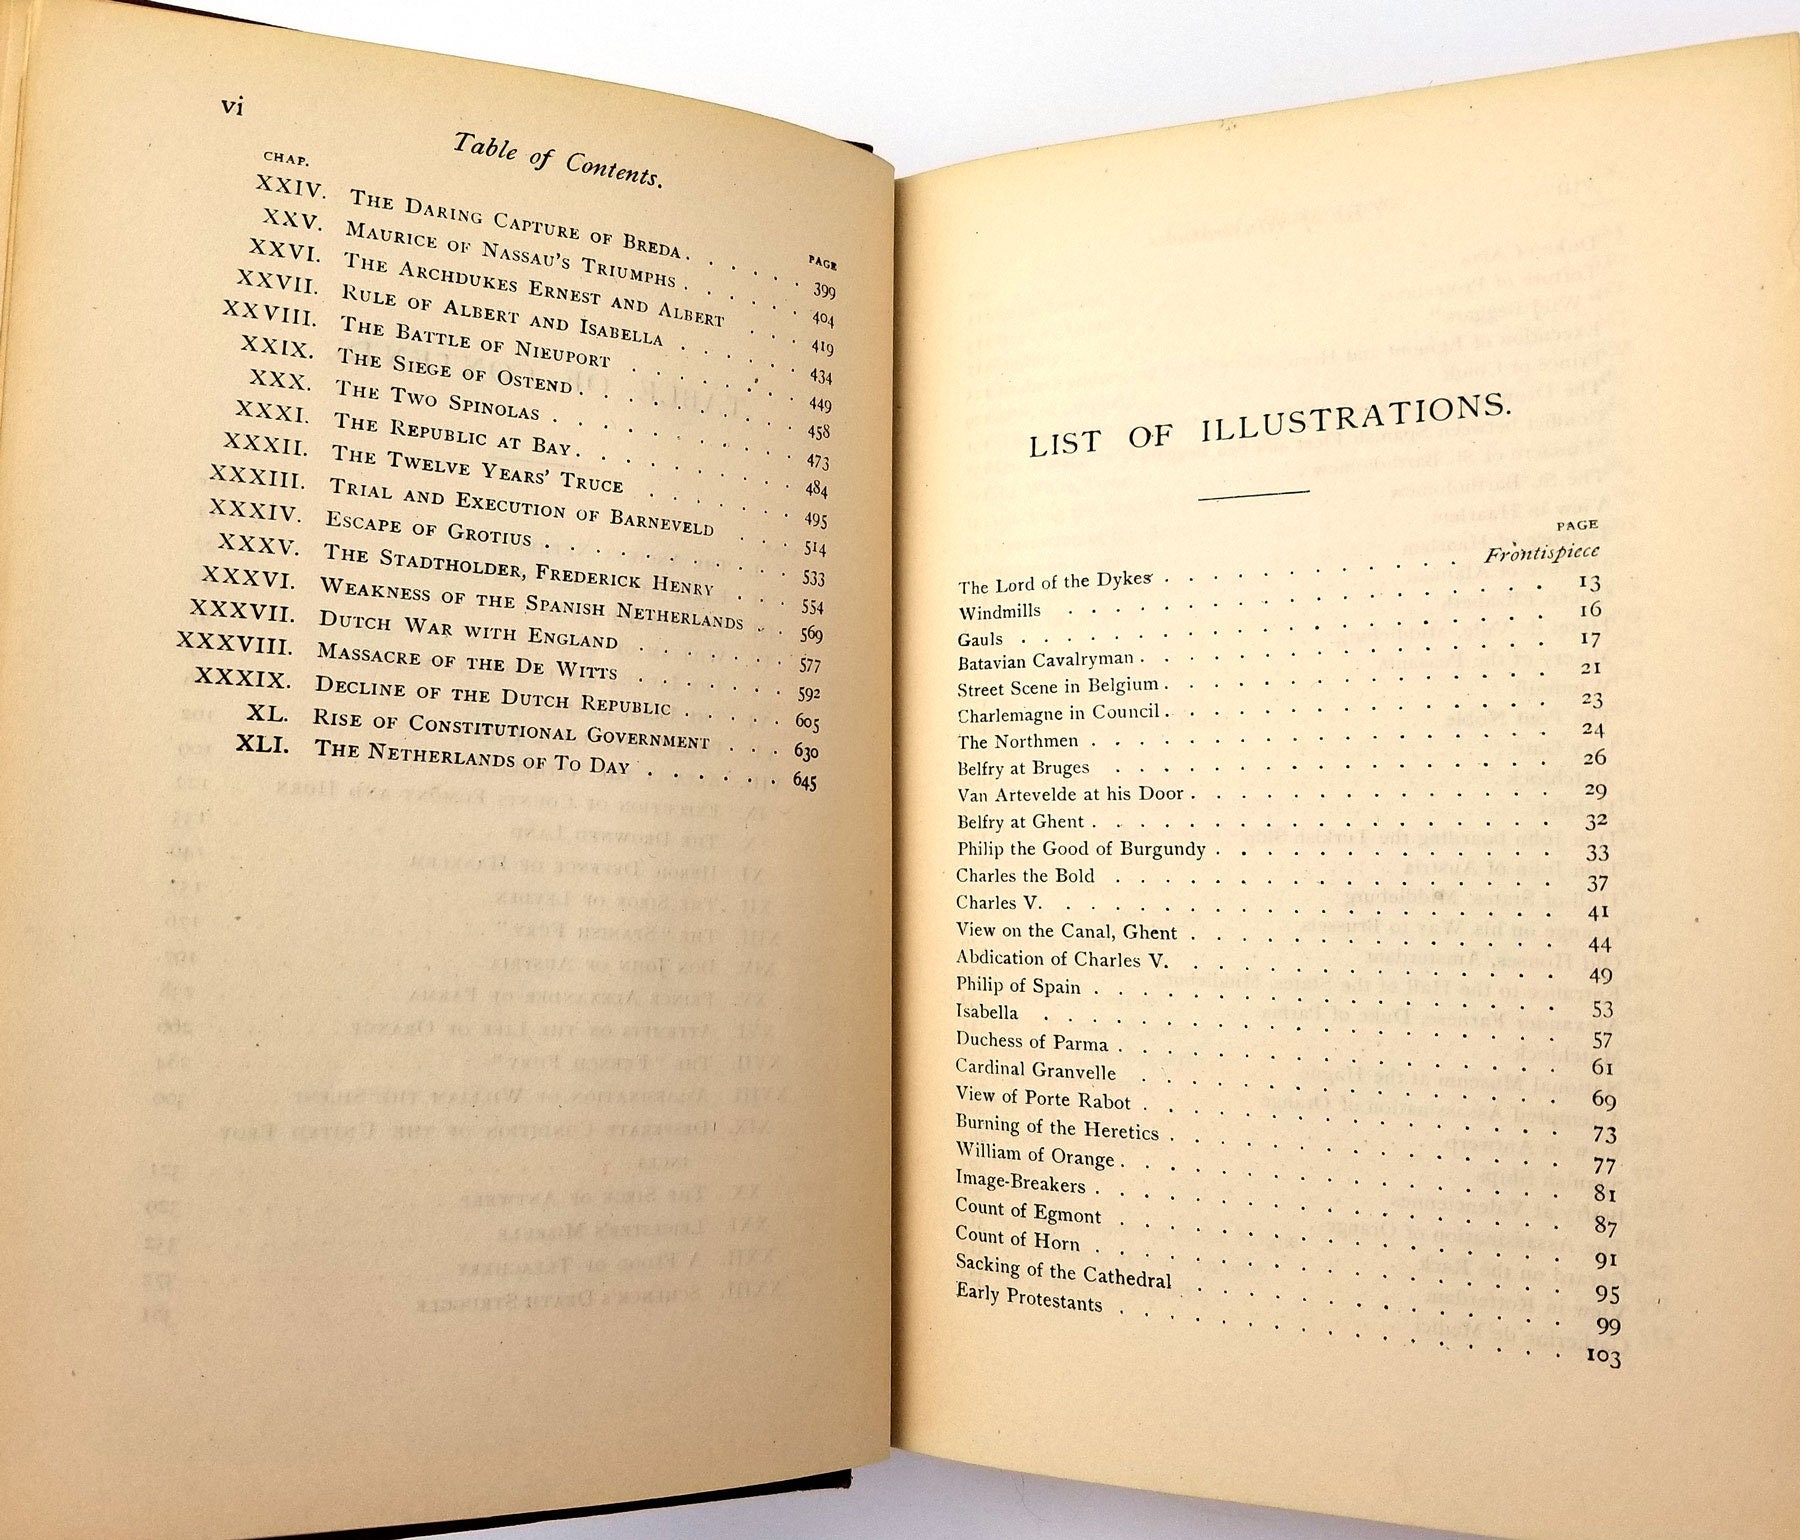 vi
Table of Contents.
CHAP. PAGE
XXIV. The Daring Capture of Breda . . . . . 399
XXV. Maurice of Nassau's Triumphs . . . . . 404
XXVI. The Archdukes Ernest and Albert . . . 419
XXVII. Rule of Albert and Isabella . . . . . 434
XXVIII. The Battle of Nieuport . . . . . . 449
XXIX. The Siege of Ostend . . . . . . . 458
XXX. The Two Spinolas . . . . . . . . 473
XXXI. The Republic at Bay . . . . . . . 484
XXXII. The Twelve Years' Truce . . . . . . 495
XXXIII. Trial and Execution of Barneveld . . . 514
XXXIV. Escape of Grotius . . . . . . . . 533
XXXV. The Stadtholder, Frederick Henry . . . 554
XXXVI. Weakness of the Spanish Netherlands . . 569
XXXVII. Dutch War with England . . . . . . 577
XXXVIII. Massacre of the De Witts . . . . . . 592
XXXIX. Decline of the Dutch Republic . . . . . 605
XL. Rise of Constitutional Government . . . 630
XLI. The Netherlands of To Day . . . . . . 645
LIST OF ILLUSTRATIONS.
PAGE
The Lord of the Dykes . . . . . . . . Frontispiece
Windmills . . . . . . . . . . . . 13
Gauls . . . . . . . . . . . . . 16
Batavian Cavalryman . . . . . . . . . . 17
Street Scene in Belgium . . . . . . . . . . 21
Charlemagne in Council . . . . . . . . . . 23
The Northmen . . . . . . . . . . . . 24
Belfry at Bruges . . . . . . . . . . . 26
Van Artevelde at his Door . . . . . . . . . 29
Belfry at Ghent . . . . . . . . . . . . 32
Philip the Good of Burgundy . . . . . . . . . 33
Charles the Bold . . . . . . . . . . . 37
Charles V. . . . . . . . . . . . . 41
View on the Canal, Ghent . . . . . . . . . 44
Abdication of Charles V. . . . . . . . . . 49
Philip of Spain . . . . . . . . . . . . 53
Isabella . . . . . . . . . . . . . 57
Duchess of Parma . . . . . . . . . . . 61
Cardinal Granvelle . . . . . . . . . . . 69
View of Porte Rabot . . . . . . . . . . . 73
Burning of the Heretics . . . . . . . . . . 77
William of Orange . . . . . . . . . . . 81
Image-Breakers . . . . . . . . . . . . 87
Count of Egmont . . . . . . . . . . . 91
Count of Horn . . . . . . . . . . . . 95
Sacking of the Cathedral . . . . . . . . . . 99
Early Protestants . . . . . . . . . . . 103